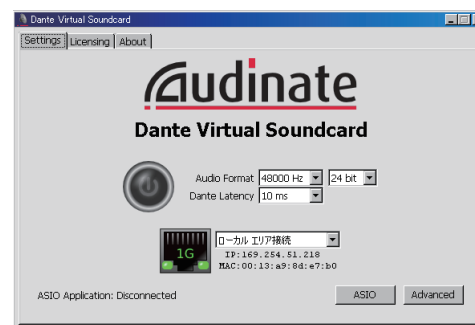 Dante Virtual Soundcard
Settings Licensing About
Audinate
Dante Virtual Soundcard
Audio Format 48000 Hz 24 bit
Dante Latency 10 ms
ローカル エリア接続
1G
IP:169.254.51.218
MAC:00:13:a9:8d:e7:b0
ASIO Application: Disconnected
ASIO Advanced